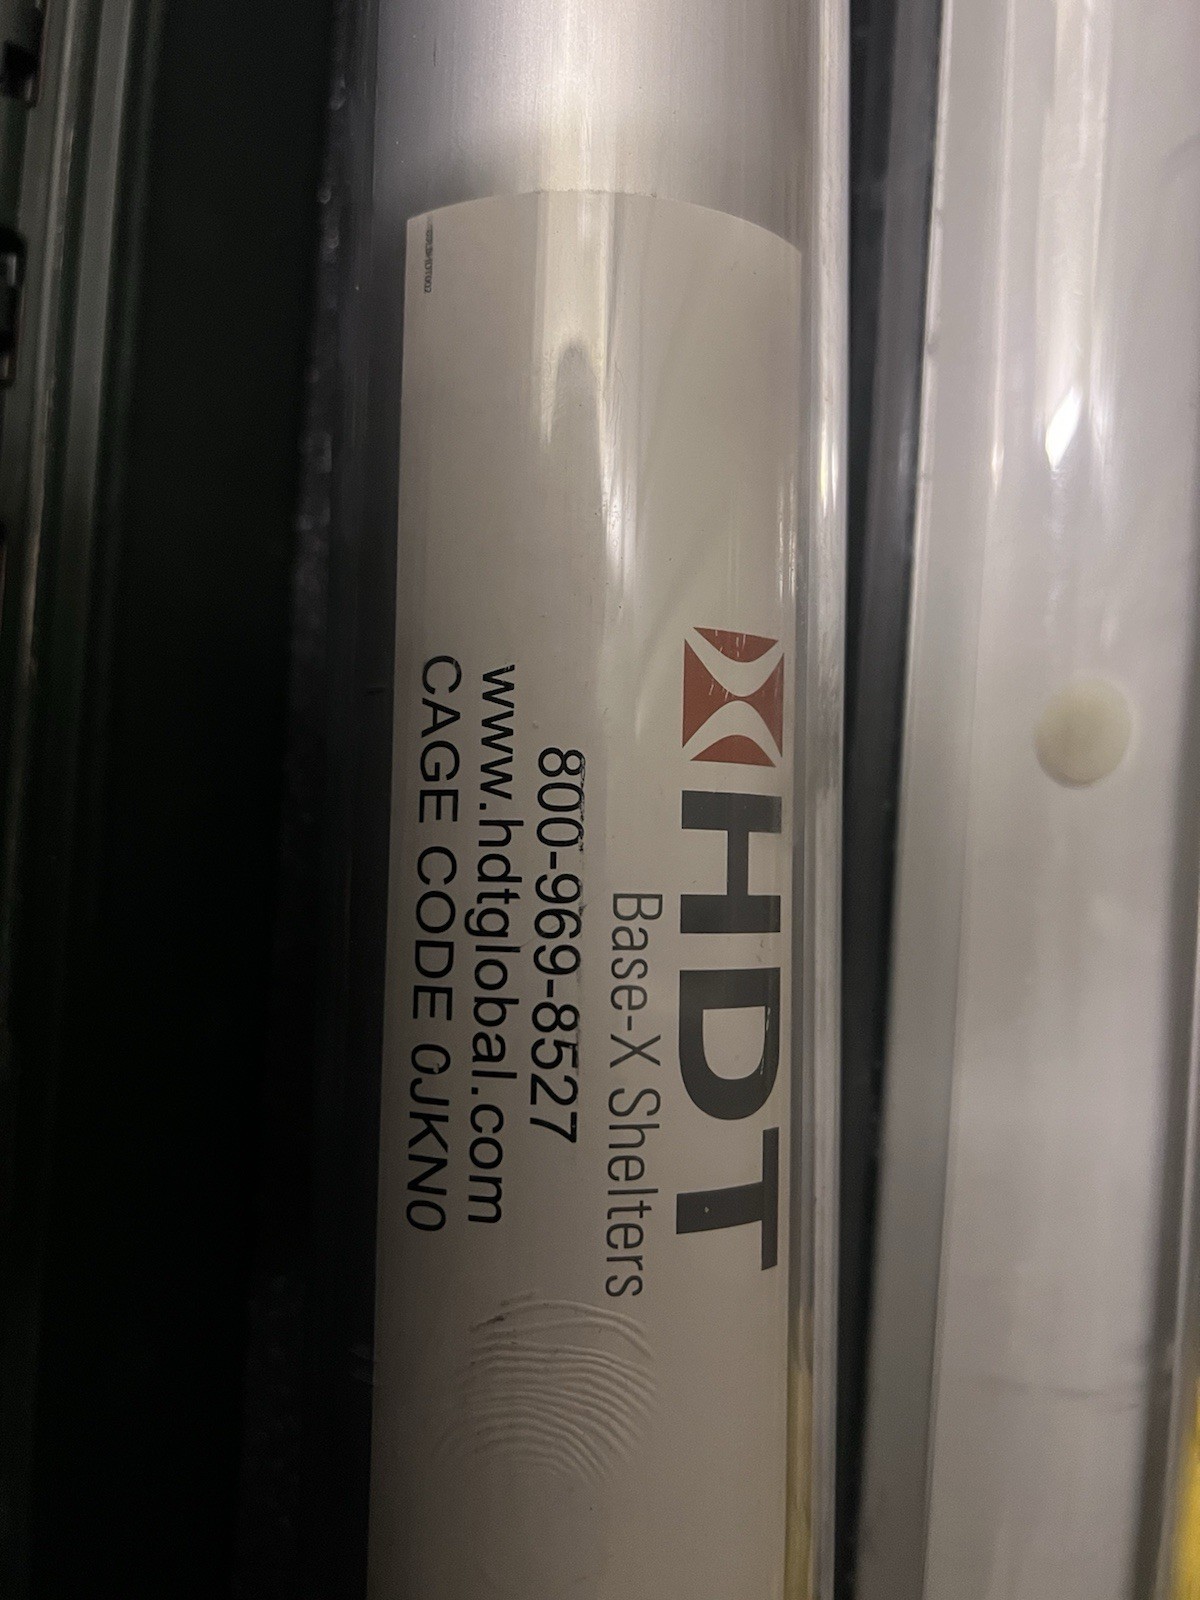 HDT
Base-X Shelters
800-969-8527
www.hdtglobal.com
CAGE CODE 0JKN0